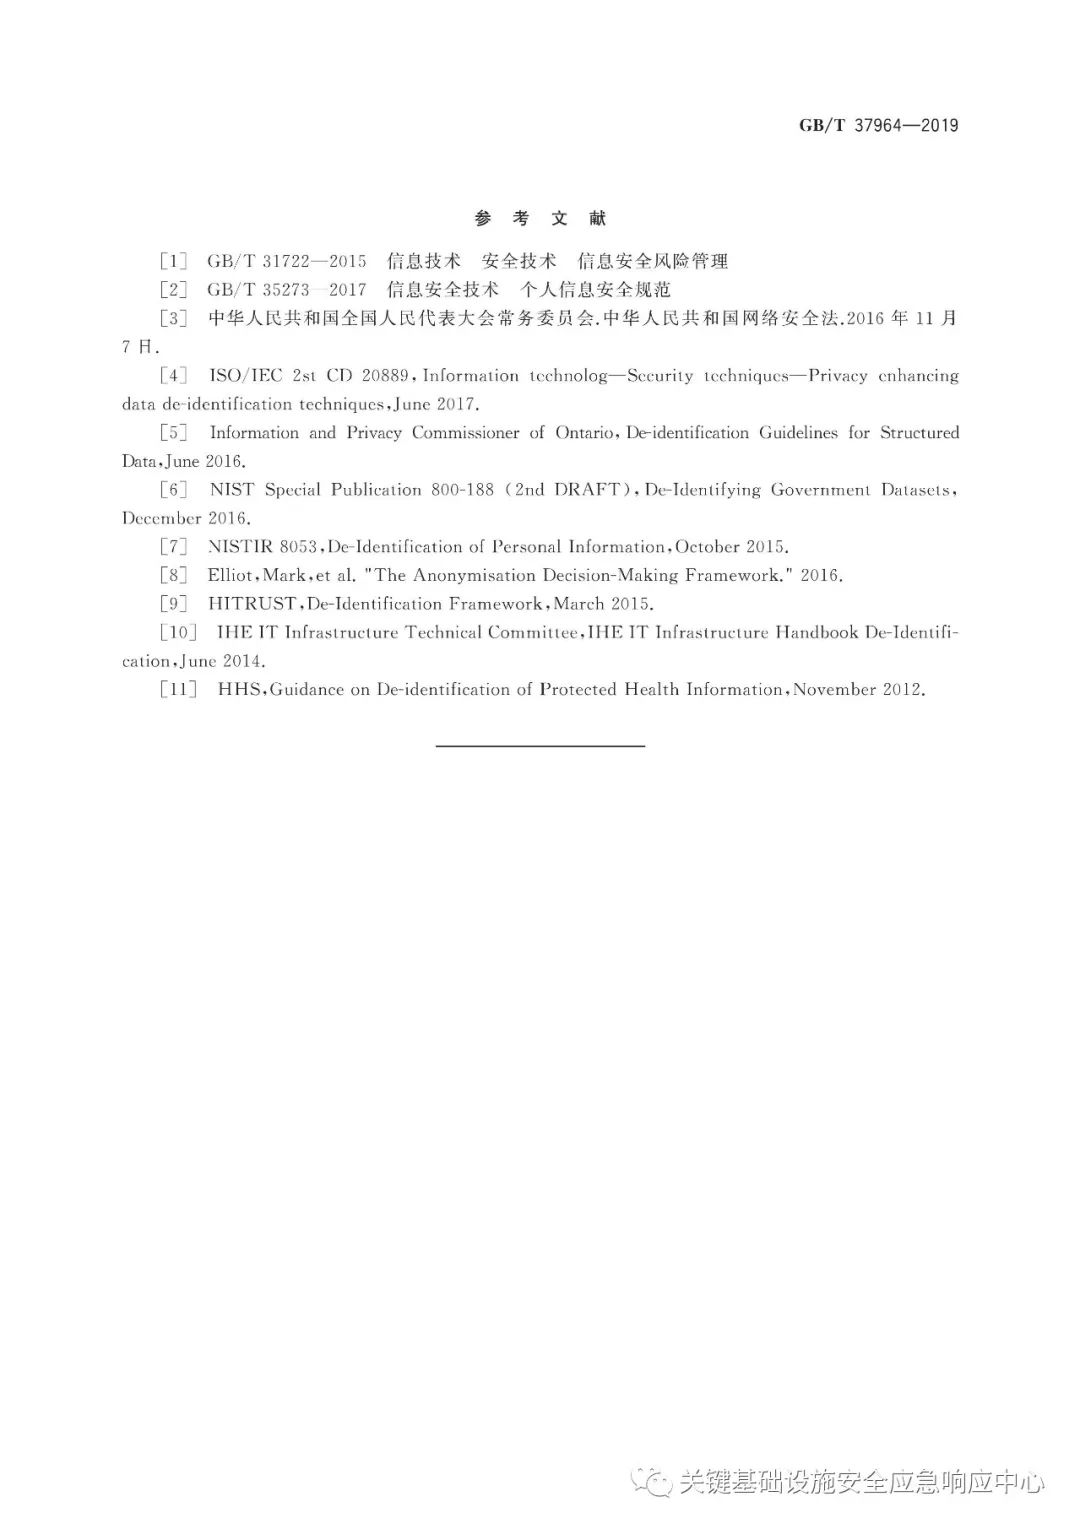 GB/T 37964—2019
参 考 文 献
[1] GB/T 31722—2015 信息技术 安全技术 信息安全风险管理
[2] GB/T 35273—2017 信息安全技术 个人信息安全规范
[3] 中华人民共和国全国人民代表大会常务委员会.中华人民共和国网络安全法.2016 年 11 月
7 日.
[4] ISO/IEC 2st CD 20889,Information technolog—Security techniques—Privacy enhancing
data de-identification techniques,June 2017.
[5] Information and Privacy Commissioner of Ontario,De-identification Guidelines for Structured
Data,June 2016.
[6] NIST Special Publication 800-188 (2nd DRAFT),De-Identifying Government Datasets,
December 2016.
[7] NISTIR 8053,De-Identification of Personal Information,October 2015.
[8] Elliot,Mark,et al. "The Anonymisation Decision-Making Framework." 2016.
[9] HITRUST,De-Identification Framework,March 2015.
[10] IHE IT Infrastructure Technical Committee,IHE IT Infrastructure Handbook De-Identifi-
cation,June 2014.
[11] HHS,Guidance on De-identification of Protected Health Information,November 2012.
关键基础设施安全应急响应中心